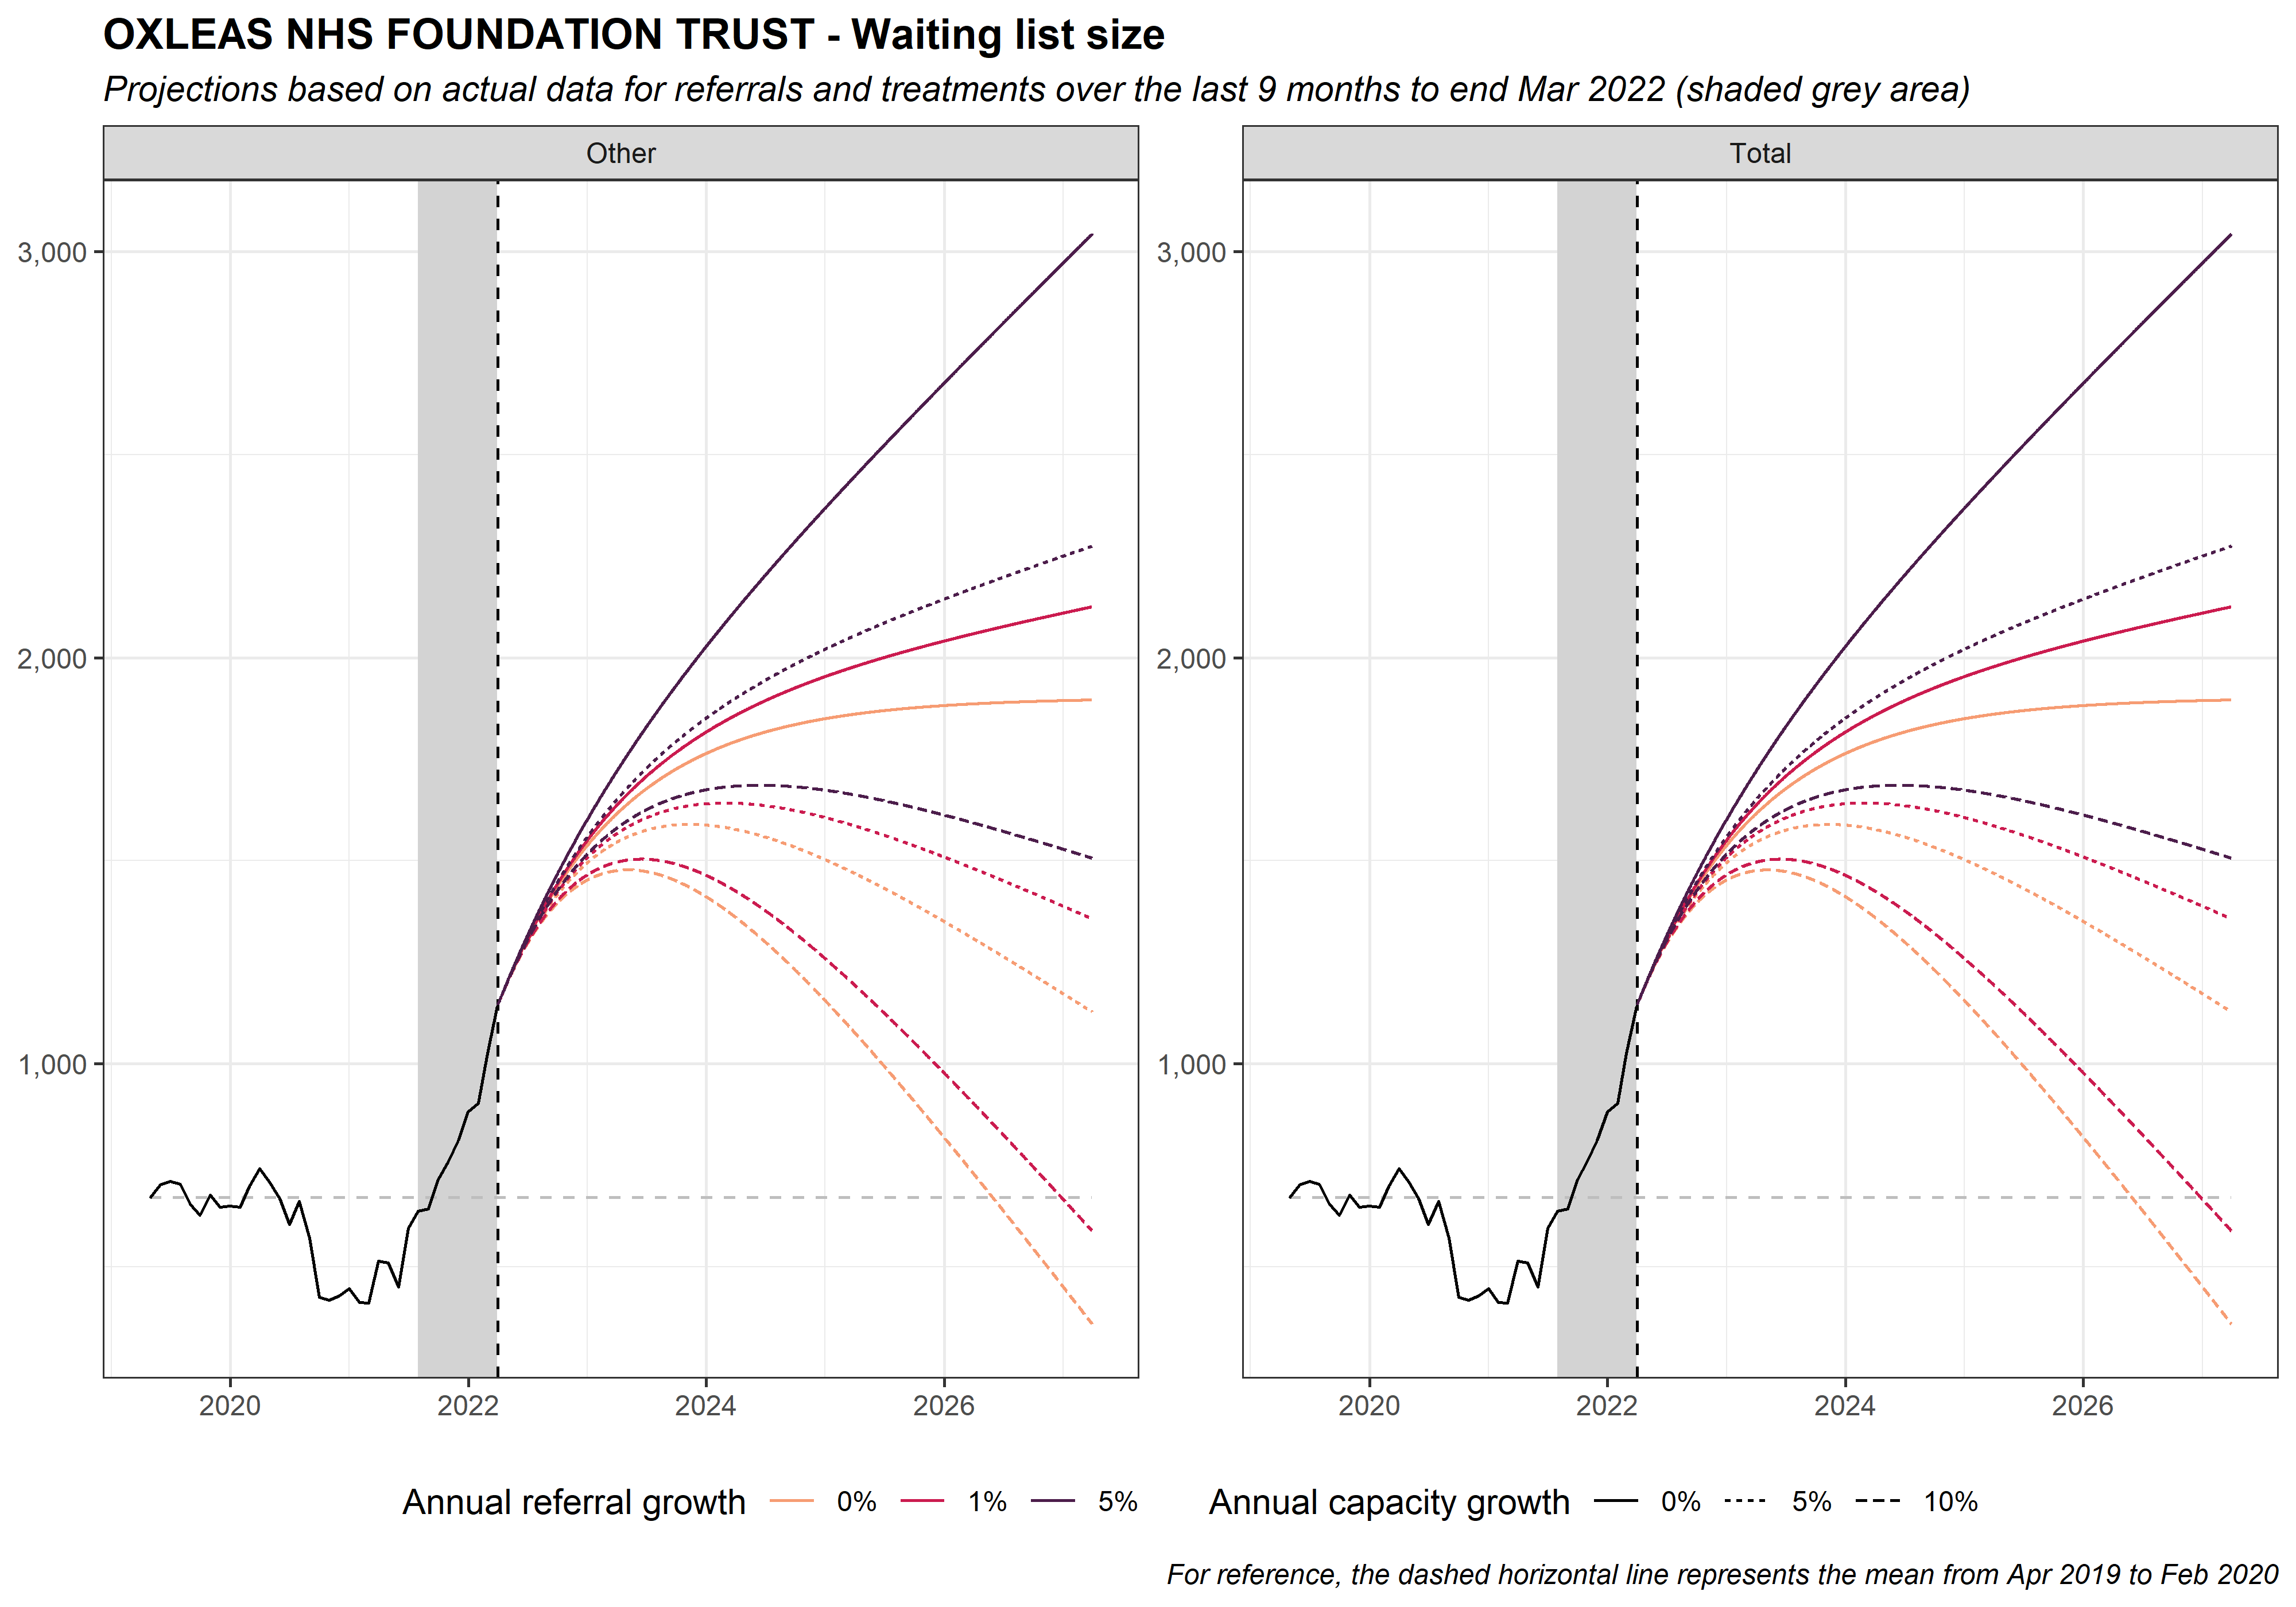 OXLEAS NHS FOUNDATION TRUST - Waiting list size
Projections based on actual data for referrals and treatments over the last 9 months to end Mar 2022 (shaded grey area)
Other
Total
3,000
2,000
1,000
3,000
2,000
1,000
2020 2022 2024 2026
2020 2022 2024 2026
Annual referral growth 0% 1% 5%
Annual capacity growth 0% 5% 10%
For reference, the dashed horizontal line represents the mean from Apr 2019 to Feb 2020